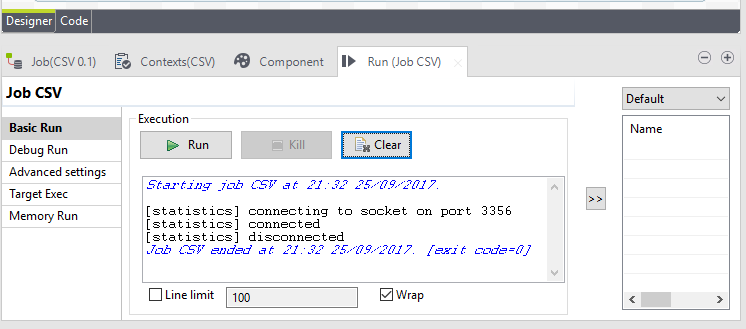 Designer Code
Job(CSV 0.1) Contexts(CSV) Component Run (Job CSV)
Job CSV
Basic Run
Debug Run
Advanced settings
Target Exec
Memory Run
Execution
Run Kill Clear
Starting job CSV at 21:32 25/09/2017.
[statistics] connecting to socket on port 3356
[statistics] connected
[statistics] disconnected
Job CSV ended at 21:32 25/09/2017. [exit code=0]
Line limit 100 Wrap
>>
Default
Name